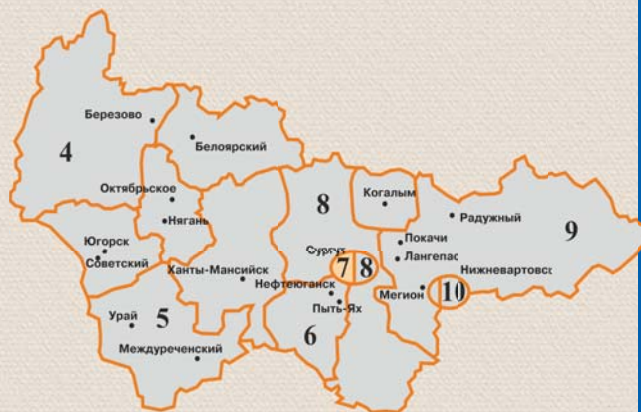 Березово
Белоярский
4
Октябрьское
Нягань
8
Когалым
Радужный
9
Югорск
Советский
Сургут
Покачи
Лангепас
7 8
Нижневартовск
Ханты-Мансийск
Нефтеюганск
Мегион
10
Пыть-Ях
Урай
5
6
Междуреченский